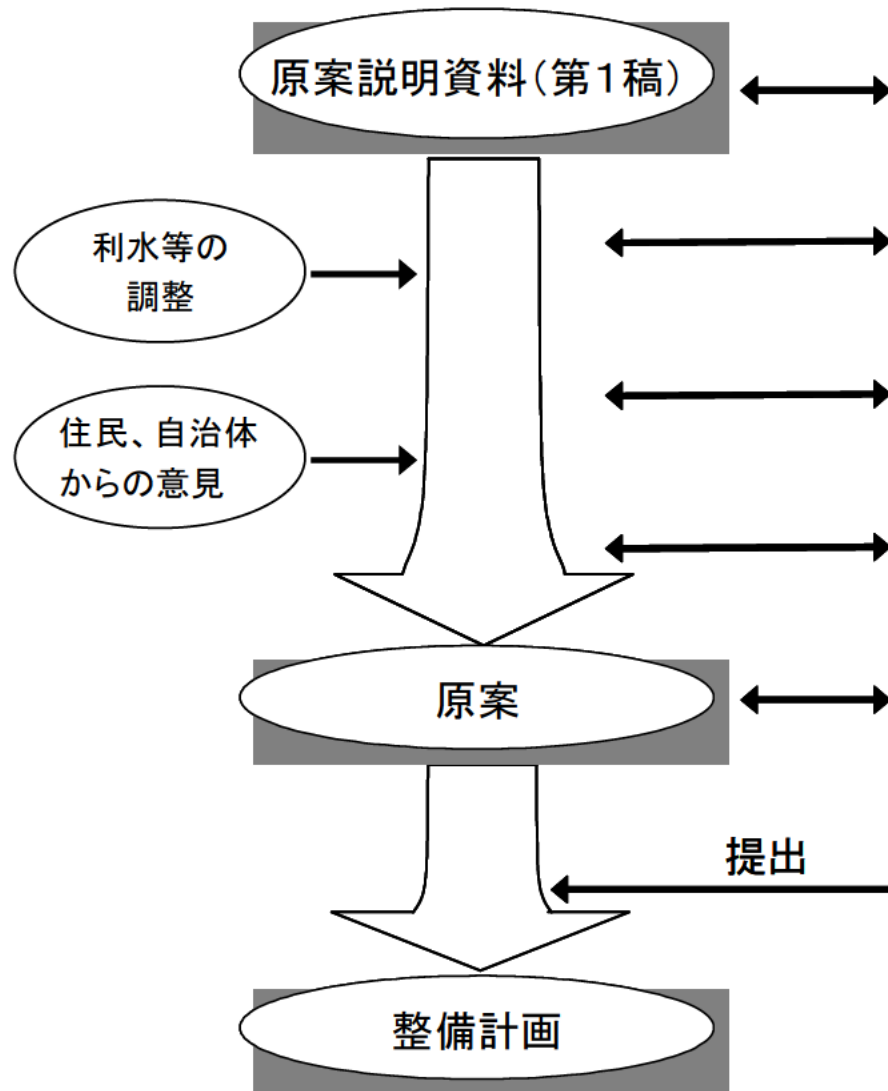 原案説明資料(第1稿)
利水等の
調整
住民、自治体
からの意見
原案
提出
整備計画